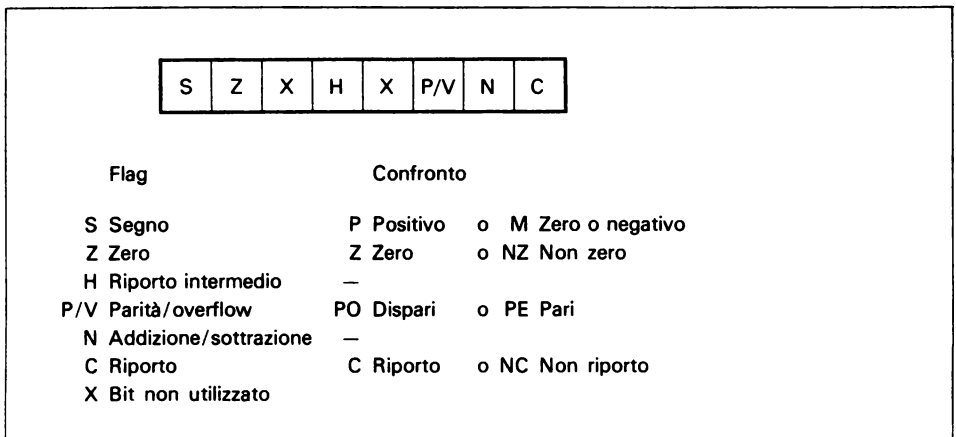 S Z X H X P/V N C
Flag Confronto
S Segno P Positivo o M Zero o negativo
Z Zero Z Zero o NZ Non zero
H Riporto intermedio —
P/V Parità/overflow PO Dispari o PE Pari
N Addizione/sottrazione —
C Riporto C Riporto o NC Non riporto
X Bit non utilizzato